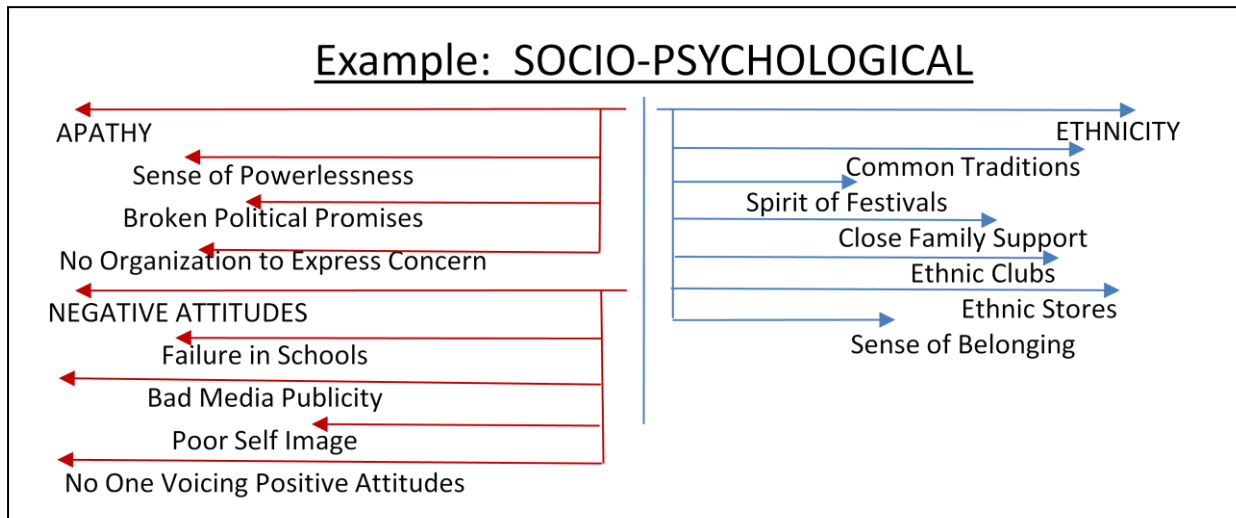 Example: SOCIO-PSYCHOLOGICAL
APATHY
Sense of Powerlessness
Broken Political Promises
No Organization to Express Concern
NEGATIVE ATTITUDES
Failure in Schools
Bad Media Publicity
Poor Self Image
No One Voicing Positive Attitudes
ETHNICITY
Common Traditions
Spirit of Festivals
Close Family Support
Ethnic Clubs
Ethnic Stores
Sense of Belonging